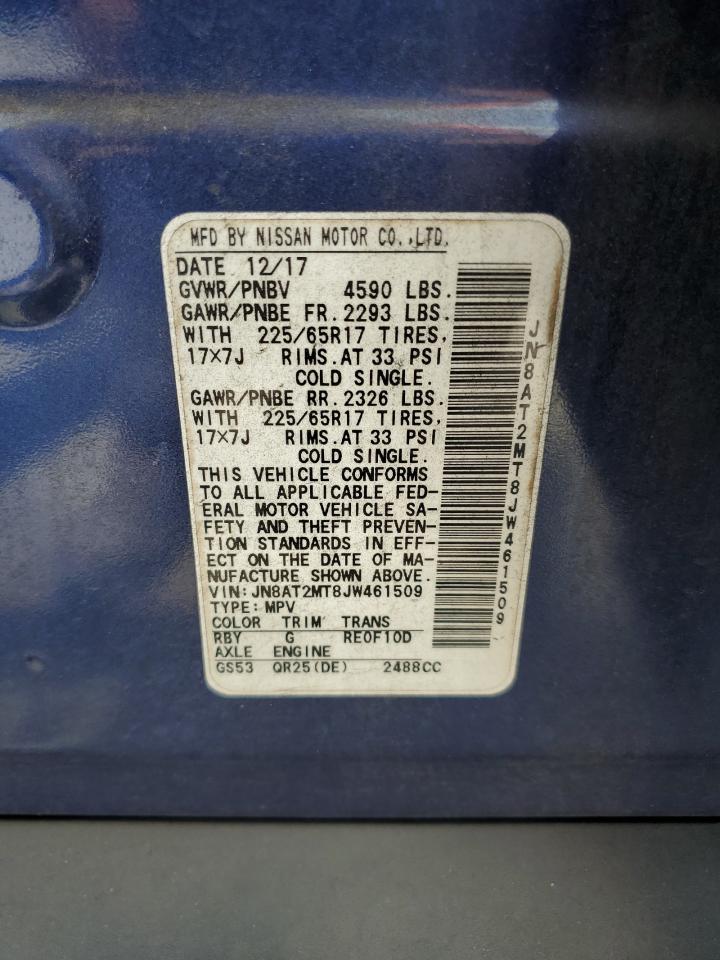 MFD BY NISSAN MOTOR CO.,LTD.
DATE 12/17
GVWR/PNBV 4590 LBS.
GAWR/PNBE FR.2293 LBS.
WITH 225/65R17 TIRES,
17×7J RIMS.AT 33 PSI
COLD SINGLE.
GAWR/PNBE RR.2326 LBS.
WITH 225/65R17 TIRES,
17×7J RIMS.AT 33 PSI
COLD SINGLE.
THIS VEHICLE CONFORMS
TO ALL APPLICABLE FED-
ERAL MOTOR VEHICLE SA-
FETY AND THEFT PREVEN-
TION STANDARDS IN EFF-
ECT ON THE DATE OF MA-
NUFACTURE SHOWN ABOVE.
VIN:JN8AT2MT8JW461509
TYPE:MPV
COLOR TRIM TRANS
RBY G RE0F10D
AXLE ENGINE
GS53 QR25(DE) 2488CC
JN8AT2MT8JW461509